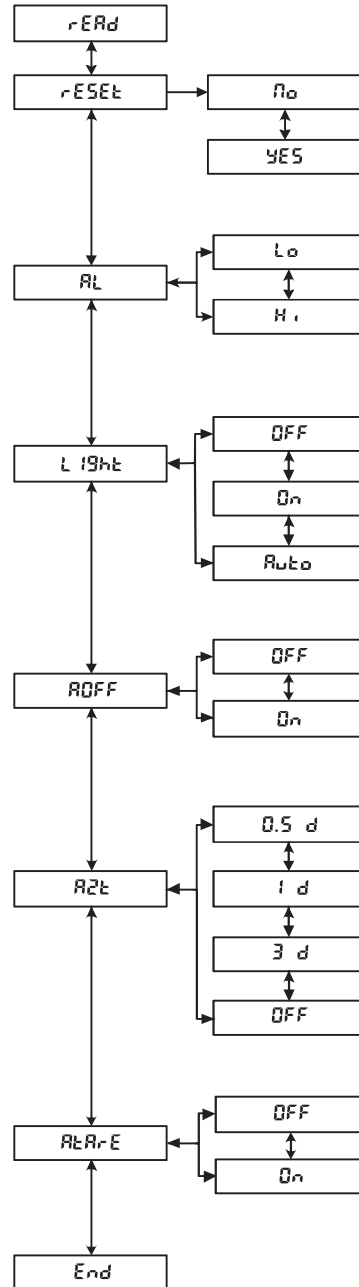 rEAd
rESEt
No
YES
AL
Lo
Hi
LIGht
OFF
On
Auto
AOFF
OFF
On
A2t
0.5 d
1 d
3 d
OFF
AtArE
OFF
On
End